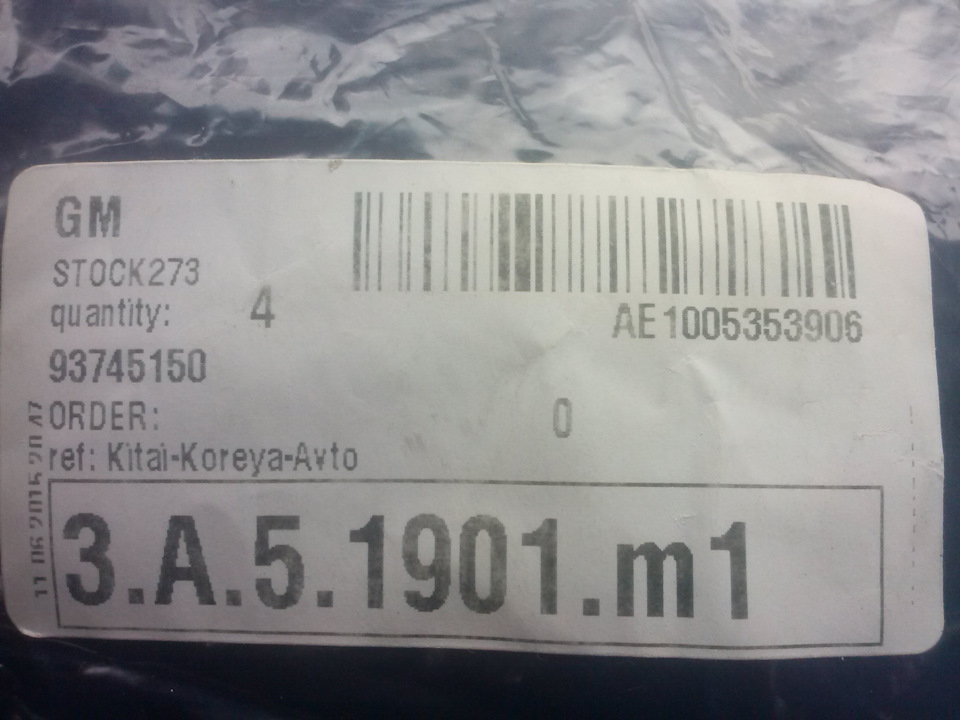 GM
STOCK273
quantity: 4
AE1005353906
93745150
ORDER: 0
ref: Kitai-Koreya-Avto
3.A.5.1901.m1